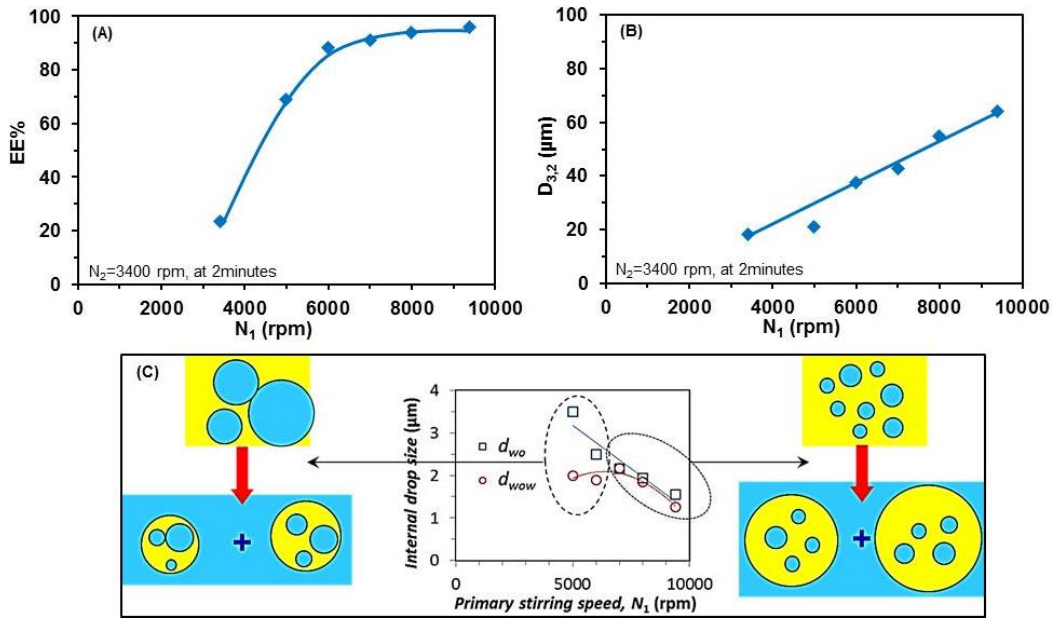 (A)
EE%
100
80
60
40
20
0
0 2000 4000 6000 8000 10000
N₂=3400 rpm, at 2minutes
N₁ (rpm)
(B)
D₃,₂ (µm)
100
80
60
40
20
0
0 2000 4000 6000 8000 10000
N₂=3400 rpm, at 2minutes
N₁ (rpm)
(C)
Internal drop size (µm)
4
3
2
1
0
d_wo
d_wow
0 5000 10000
Primary stirring speed, N₁ (rpm)
+
+